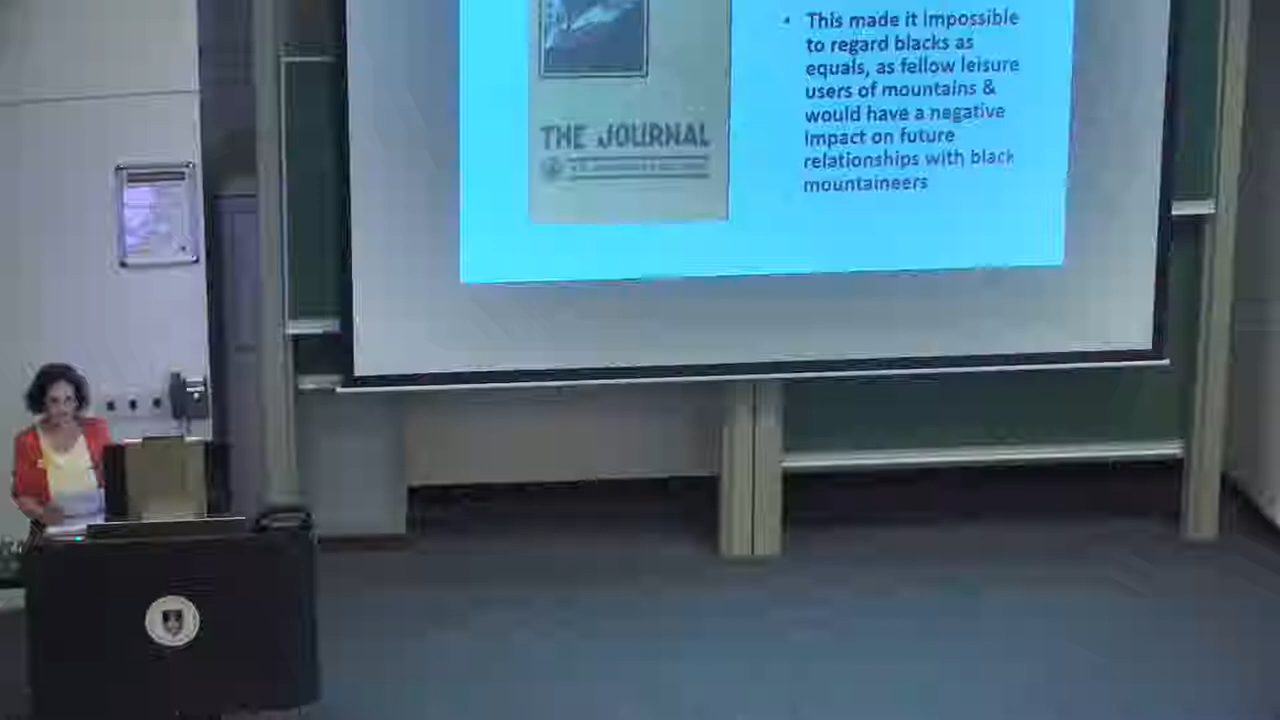 THE JOURNAL
• This made it impossible
to regard blacks as
equals, as fellow leisure
users of mountains &
would have a negative
impact on future
relationships with black
mountaineers